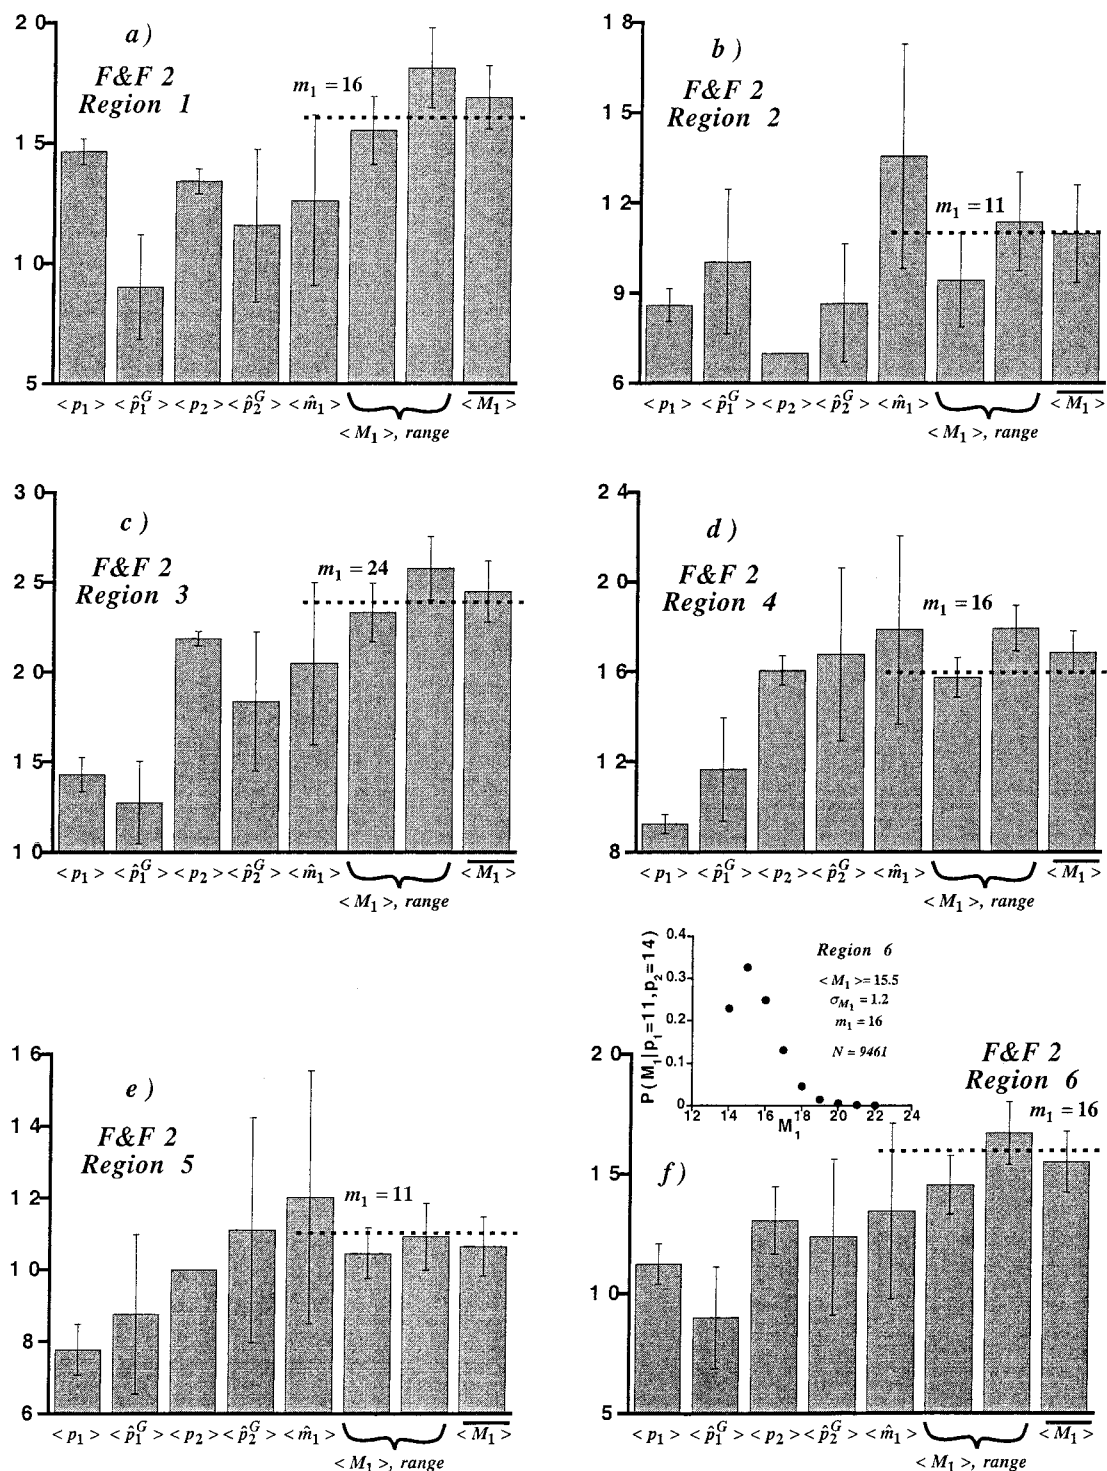 a )
F&F 2
Region 1
m1 = 16
20
15
10
5
< p1 > < p̂1^G > < p2 > < p̂2^G > < m̂1 > < M1 >
< M1 >, range
b )
F&F 2
Region 2
m1 = 11
18
15
12
9
6
< p1 > < p̂1^G > < p2 > < p̂2^G > < m̂1 > < M1 >
< M1 >, range
c )
F&F 2
Region 3
m1 = 24
30
25
20
15
10
< p1 > < p̂1^G > < p2 > < p̂2^G > < m̂1 > < M1 >
< M1 >, range
d )
F&F 2
Region 4
m1 = 16
24
20
16
12
8
< p1 > < p̂1^G > < p2 > < p̂2^G > < m̂1 > < M1 >
< M1 >, range
e )
F&F 2
Region 5
m1 = 11
16
14
12
10
8
6
< p1 > < p̂1^G > < p2 > < p̂2^G > < m̂1 > < M1 >
< M1 >, range
P ( M1 | p1=11, p2=14)
0.4
0.3
0.2
0.1
0
12 14 16 18 20 22 24
M1
Region 6
< M1 >= 15.5
σM1 = 1.2
m1 = 16
N = 9461
F&F 2
Region 6
m1 = 16
f )
20
15
10
5
< p1 > < p̂1^G > < p2 > < p̂2^G > < m̂1 > < M1 >
< M1 >, range